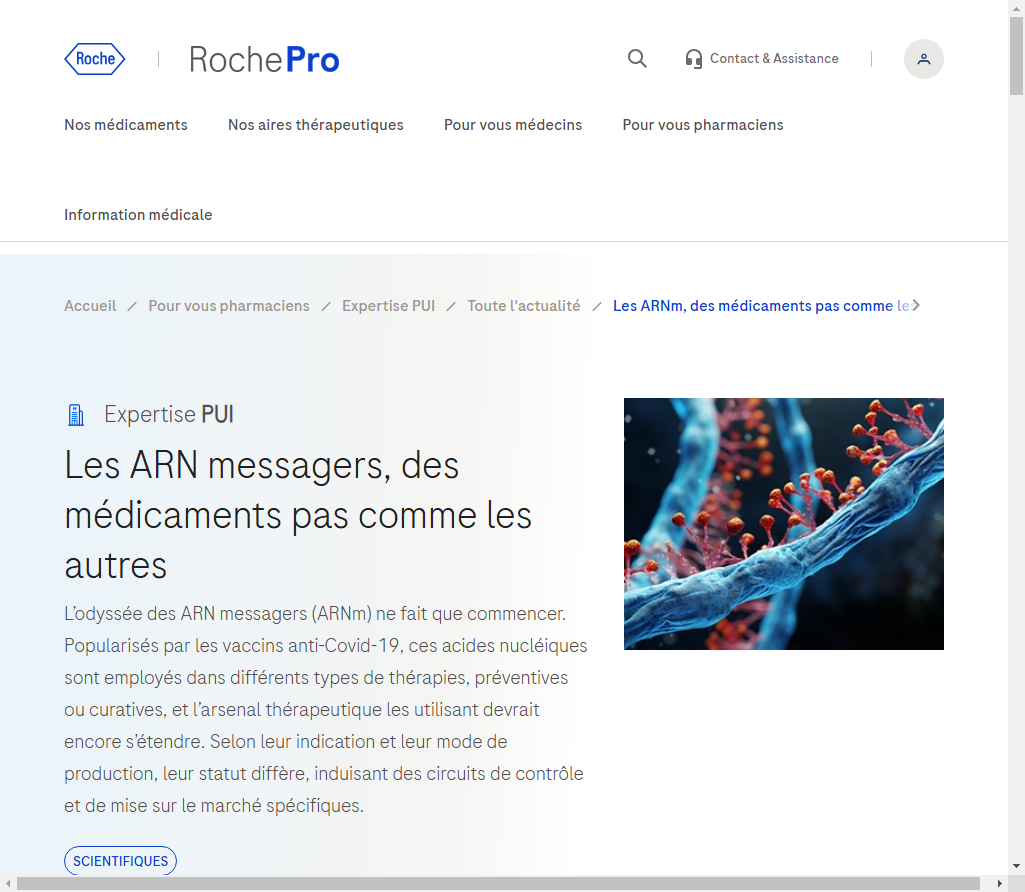 Roche
RochePro
Contact & Assistance
Nos médicaments
Nos aires thérapeutiques
Pour vous médecins
Pour vous pharmaciens
Information médicale
Accueil / Pour vous pharmaciens / Expertise PUI / Toute l'actualité / Les ARNm, des médicaments pas comme les
Expertise PUI
Les ARN messagers, des
médicaments pas comme les
autres
L’odyssée des ARN messagers (ARNm) ne fait que commencer.
Popularisés par les vaccins anti-Covid-19, ces acides nucléiques
sont employés dans différents types de thérapies, préventives
ou curatives, et l’arsenal thérapeutique les utilisant devrait
encore s’étendre. Selon leur indication et leur mode de
production, leur statut diffère, induisant des circuits de contrôle
et de mise sur le marché spécifiques.
SCIENTIFIQUES